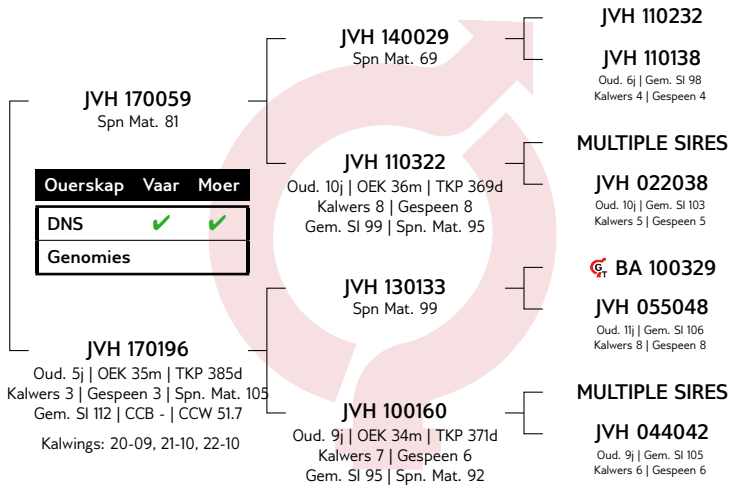 JVH 170059
Spn Mat. 81
Ouerskap Vaar Moer
DNS ✔ ✔
Genomies
JVH 170196
Oud. 5j | OEK 35m | TKP 385d
Kalwers 3 | Gespeen 3 | Spn. Mat. 105
Gem. SI 112 | CCB - | CCW 51.7
Kalwings: 20-09, 21-10, 22-10
JVH 140029
Spn Mat. 69
JVH 110322
Oud. 10j | OEK 36m | TKP 369d
Kalwers 8 | Gespeen 8
Gem. SI 99 | Spn. Mat. 95
JVH 130133
Spn Mat. 99
JVH 100160
Oud. 9j | OEK 34m | TKP 371d
Kalwers 7 | Gespeen 6
Gem. SI 95 | Spn. Mat. 92
JVH 110232
JVH 110138
Oud. 6j | Gem. SI 98
Kalwers 4 | Gespeen 4
MULTIPLE SIRES
JVH 022038
Oud. 10j | Gem. SI 103
Kalwers 5 | Gespeen 5
GT BA 100329
JVH 055048
Oud. 11j | Gem. SI 106
Kalwers 8 | Gespeen 8
MULTIPLE SIRES
JVH 044042
Oud. 9j | Gem. SI 105
Kalwers 6 | Gespeen 6